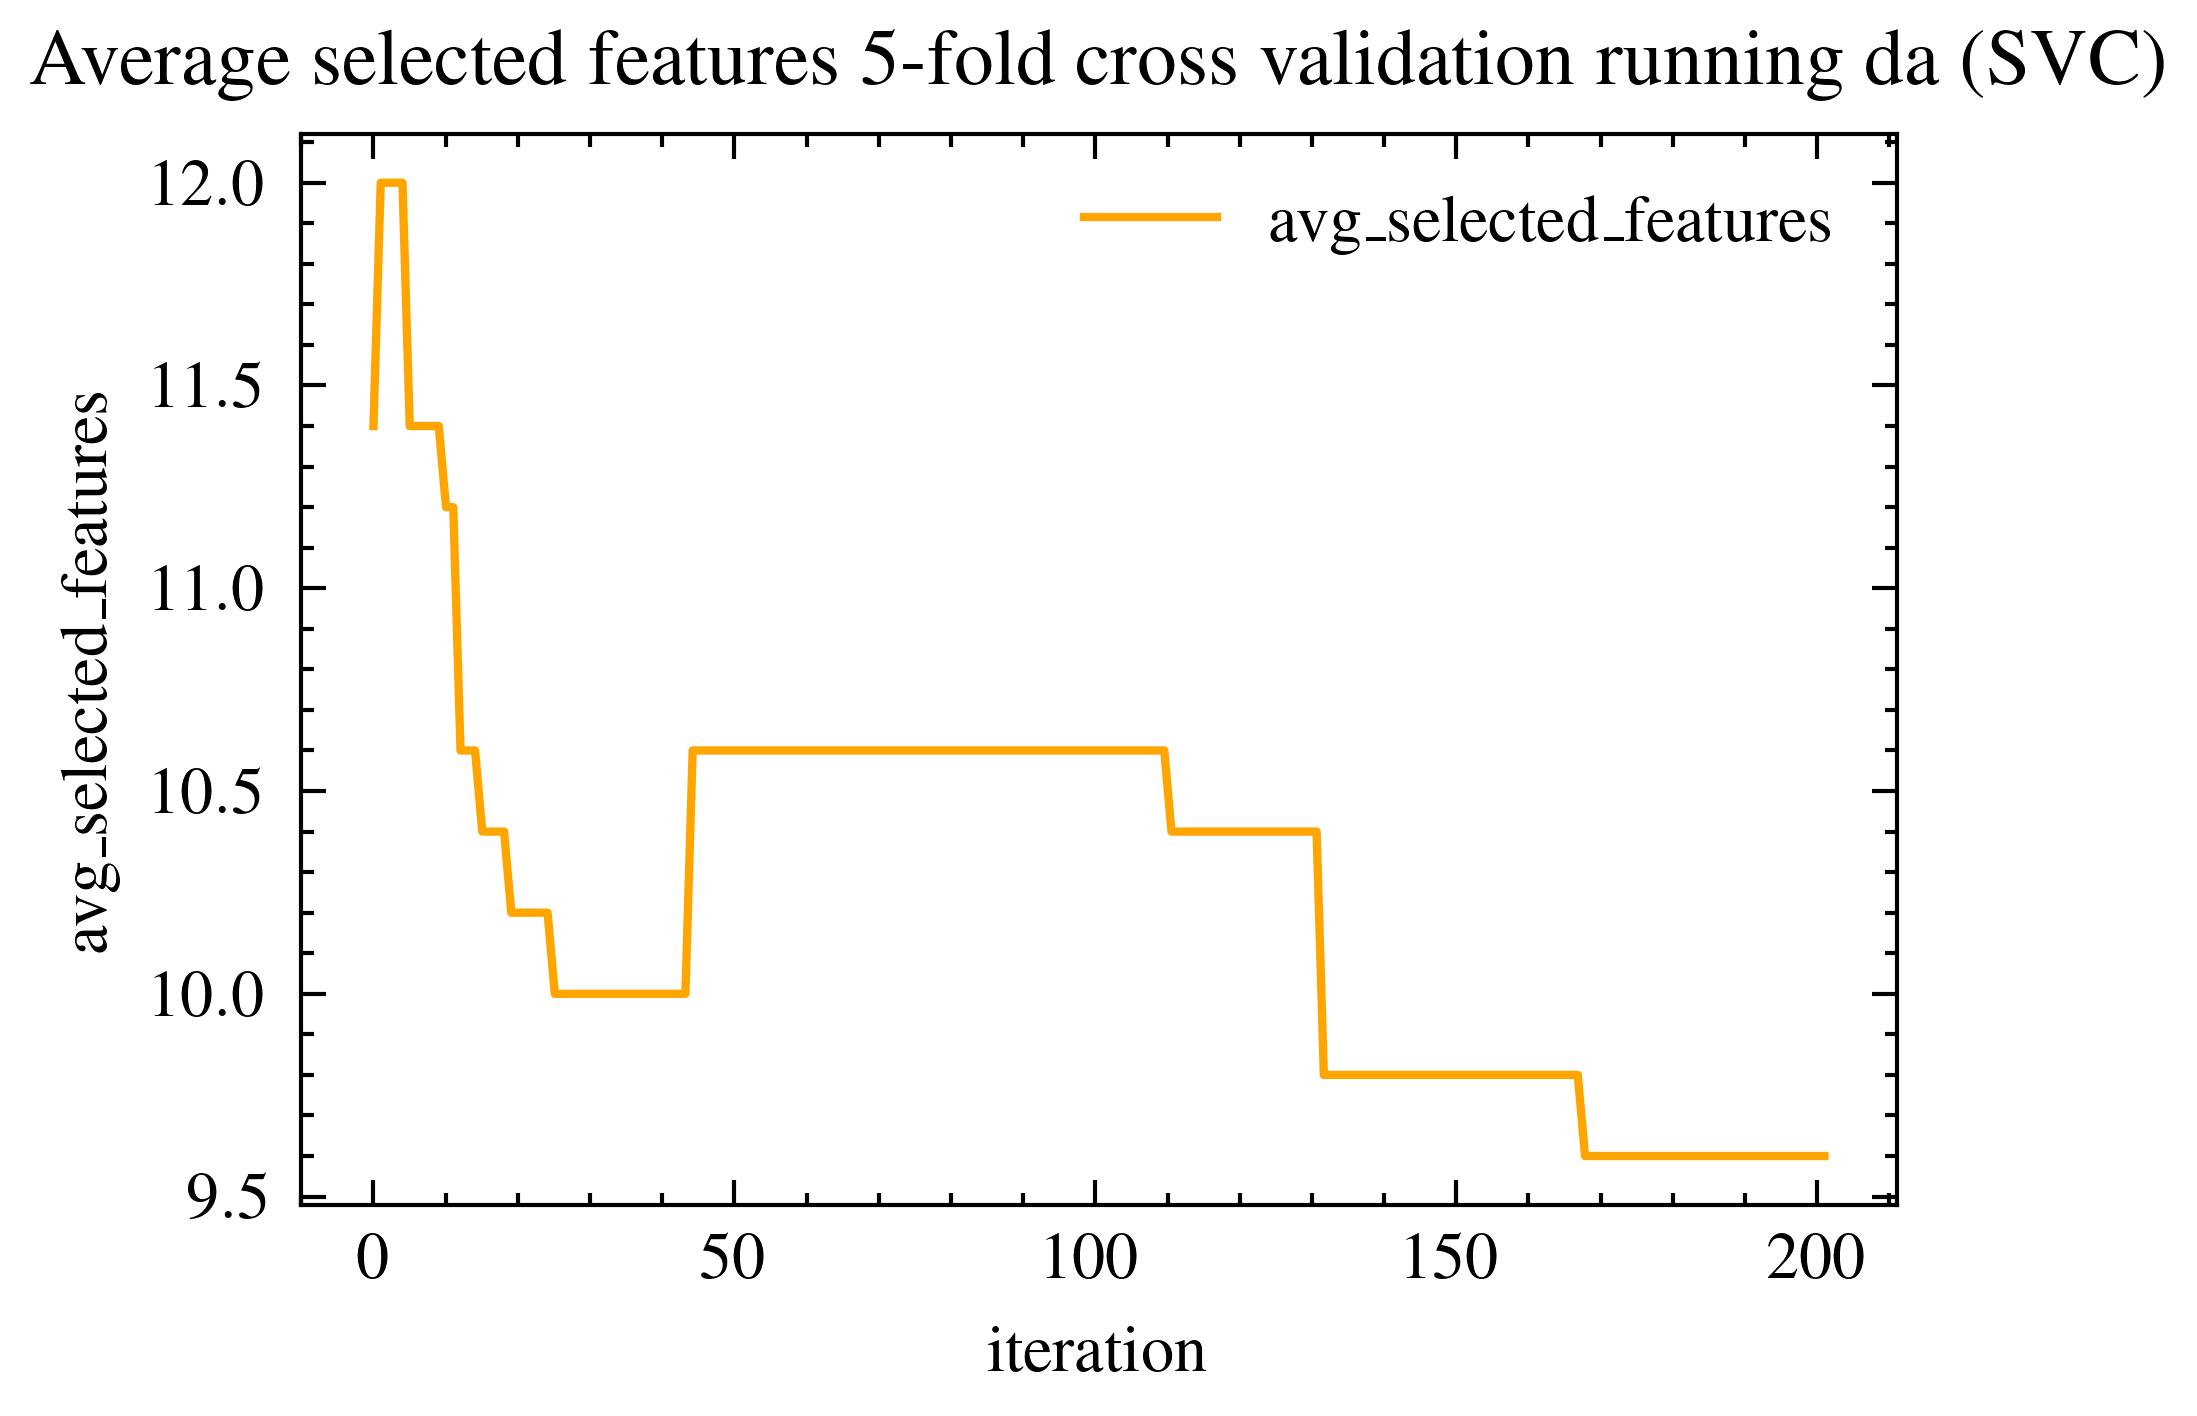 Average selected features 5-fold cross validation running da (SVC)
avg_selected_features
12.0
11.5
11.0
10.5
10.0
9.5
avg_selected_features
0 50 100 150 200
iteration